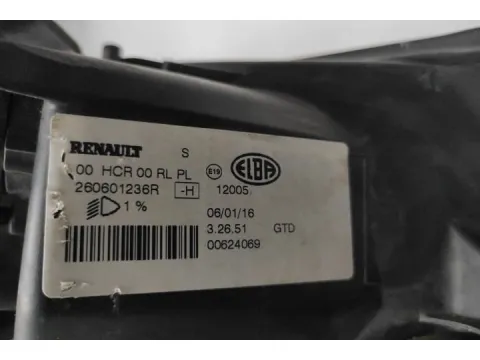 RENAULT S
00 HCR 00 RL PL E19 ELBA
260601236R -H 12005
1 %
06/01/16
3.26.51 GTD
00624069